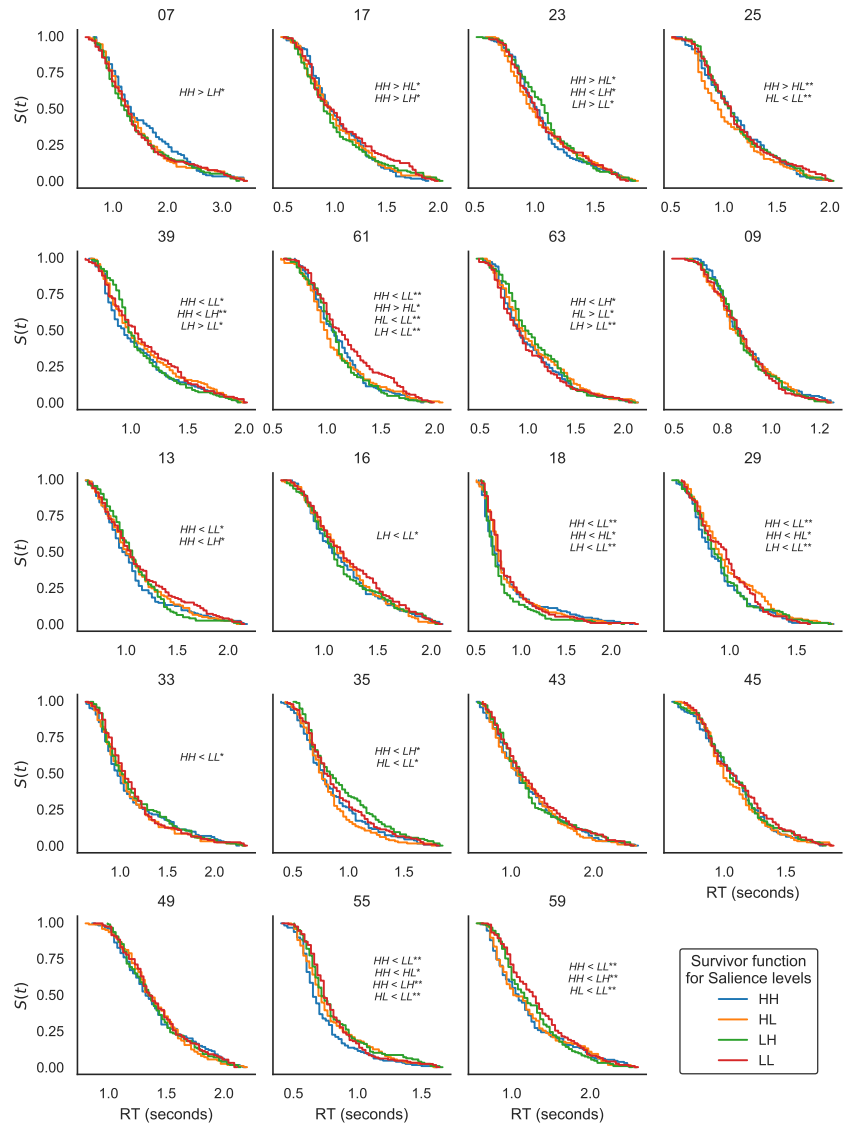 07
17
23
25
S(t)
1.00
0.75
0.50
0.25
0.00
HH > LH*
HH > HL*
HH > LH*
HH > HL*
HH < LH*
LH > LL*
HH > HL**
HL < LL**
1.0 2.0 3.0
0.5 1.0 1.5 2.0
0.5 1.0 1.5
0.5 1.0 1.5 2.0
39
61
63
09
S(t)
1.00
0.75
0.50
0.25
0.00
HH < LL*
HH < LH**
LH > LL*
HH < LL**
HH > HL*
HL < LL**
LH < LL**
HH < LH*
HL > LL*
LH > LL**
1.0 1.5 2.0
0.5 1.0 1.5 2.0
0.5 1.0 1.5 2.0
0.5 0.8 1.0 1.2
13
16
18
29
S(t)
1.00
0.75
0.50
0.25
0.00
HH < LL*
HH < LH*
LH < LL*
HH < LL**
HH < HL*
LH < LL**
HH < LL**
HH < HL*
LH < LL**
1.0 1.5 2.0
1.0 1.5 2.0
0.5 1.0 1.5 2.0
1.0 1.5
33
35
43
45
S(t)
1.00
0.75
0.50
0.25
0.00
HH < LL*
HH < LH*
HL < LL*
1.0 2.0
0.5 1.0 1.5
1.0 2.0
1.0 1.5
RT (seconds)
49
55
59
S(t)
1.00
0.75
0.50
0.25
0.00
HH < LL**
HH < HL*
HH < LH**
HL < LL**
HH < LL**
HH < LH**
HL < LL**
1.0 1.5 2.0
0.5 1.0 1.5
1.0 2.0
RT (seconds)
RT (seconds)
RT (seconds)
Survivor function
for Salience levels
HH
HL
LH
LL